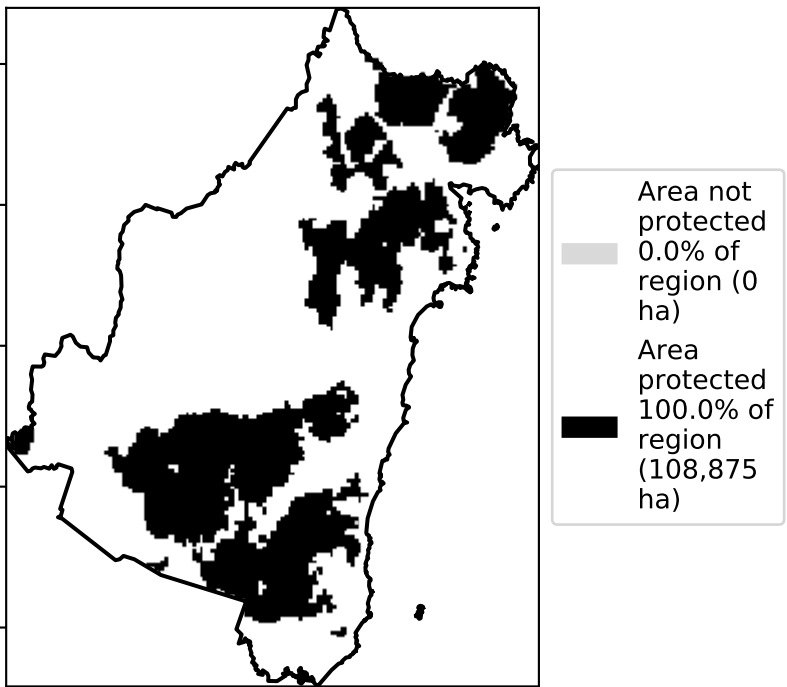 Area not
protected
0.0% of
region (0
ha)
Area
protected
100.0% of
region
(108,875
ha)